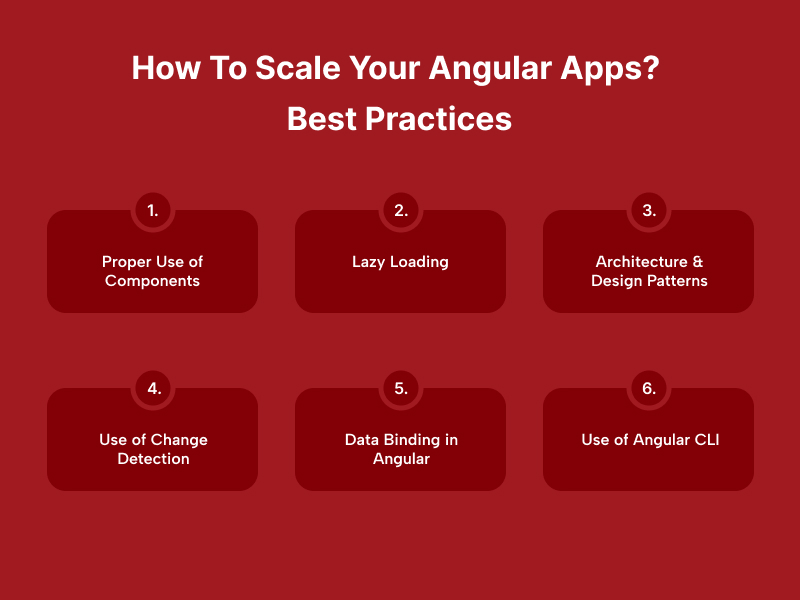 How To Scale Your Angular Apps?
Best Practices
1.
Proper Use of
Components
2.
Lazy Loading
3.
Architecture &
Design Patterns
4.
Use of Change
Detection
5.
Data Binding in
Angular
6.
Use of Angular CLI